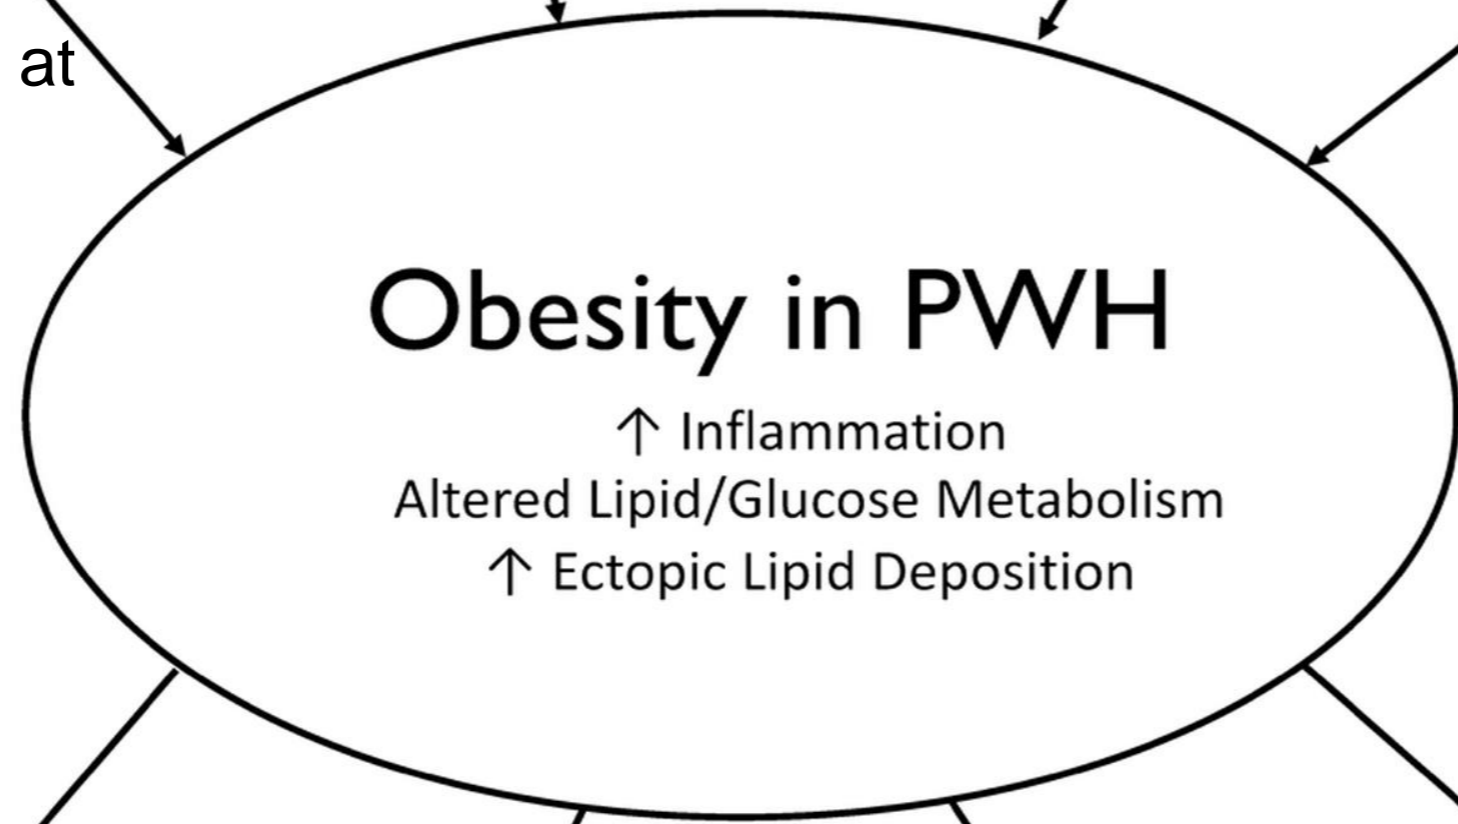 at
Obesity in PWH
↑ Inflammation
Altered Lipid/Glucose Metabolism
↑ Ectopic Lipid Deposition